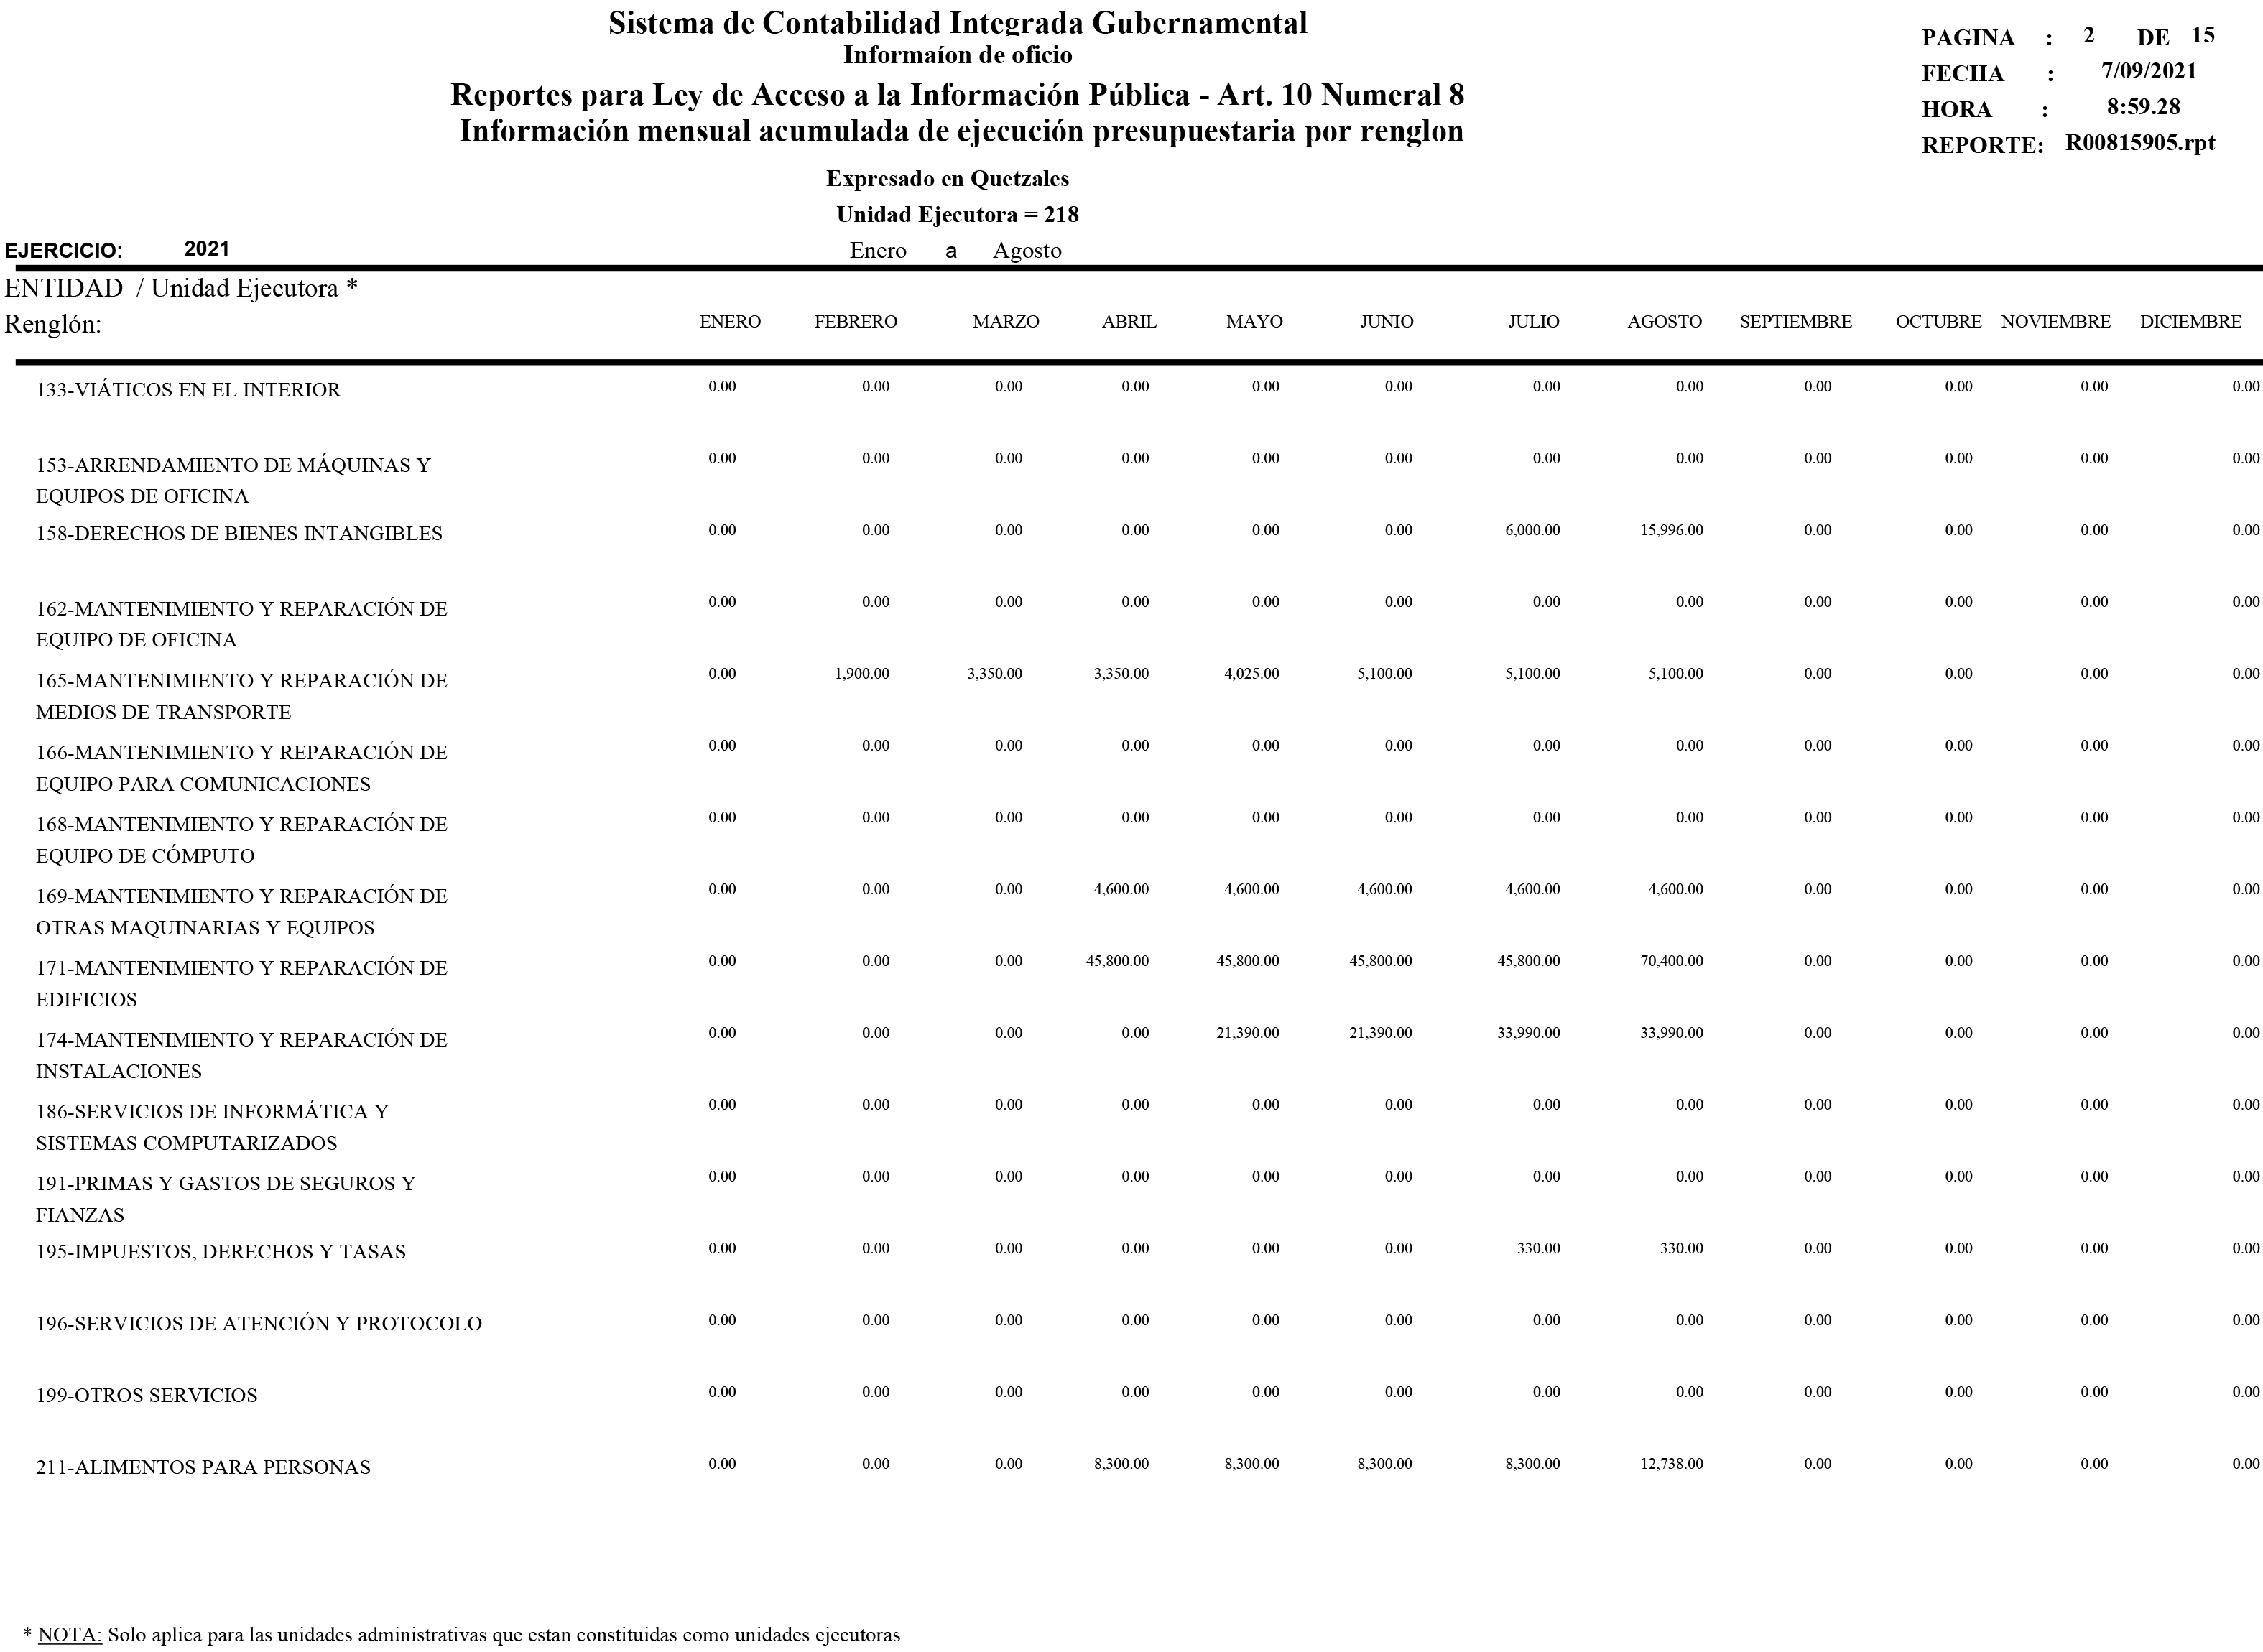 Sistema de Contabilidad Integrada Gubernamental
Informaíon de oficio
Reportes para Ley de Acceso a la Información Pública - Art. 10 Numeral 8
Información mensual acumulada de ejecución presupuestaria por renglon
PAGINA : 2 DE 15
FECHA : 7/09/2021
HORA : 8:59.28
REPORTE: R00815905.rpt
Expresado en Quetzales
Unidad Ejecutora = 218
EJERCICIO: 2021 Enero a Agosto
ENTIDAD / Unidad Ejecutora *
Renglón: ENERO FEBRERO MARZO ABRIL MAYO JUNIO JULIO AGOSTO SEPTIEMBRE OCTUBRE NOVIEMBRE DICIEMBRE
133-VIÁTICOS EN EL INTERIOR 0.00 0.00 0.00 0.00 0.00 0.00 0.00 0.00 0.00 0.00 0.00 0.00
153-ARRENDAMIENTO DE MÁQUINAS Y 0.00 0.00 0.00 0.00 0.00 0.00 0.00 0.00 0.00 0.00 0.00 0.00
EQUIPOS DE OFICINA
158-DERECHOS DE BIENES INTANGIBLES 0.00 0.00 0.00 0.00 0.00 0.00 6,000.00 15,996.00 0.00 0.00 0.00 0.00
162-MANTENIMIENTO Y REPARACIÓN DE 0.00 0.00 0.00 0.00 0.00 0.00 0.00 0.00 0.00 0.00 0.00 0.00
EQUIPO DE OFICINA
165-MANTENIMIENTO Y REPARACIÓN DE 0.00 1,900.00 3,350.00 3,350.00 4,025.00 5,100.00 5,100.00 5,100.00 0.00 0.00 0.00 0.00
MEDIOS DE TRANSPORTE
166-MANTENIMIENTO Y REPARACIÓN DE 0.00 0.00 0.00 0.00 0.00 0.00 0.00 0.00 0.00 0.00 0.00 0.00
EQUIPO PARA COMUNICACIONES
168-MANTENIMIENTO Y REPARACIÓN DE 0.00 0.00 0.00 0.00 0.00 0.00 0.00 0.00 0.00 0.00 0.00 0.00
EQUIPO DE CÓMPUTO
169-MANTENIMIENTO Y REPARACIÓN DE 0.00 0.00 0.00 4,600.00 4,600.00 4,600.00 4,600.00 4,600.00 0.00 0.00 0.00 0.00
OTRAS MAQUINARIAS Y EQUIPOS
171-MANTENIMIENTO Y REPARACIÓN DE 0.00 0.00 0.00 45,800.00 45,800.00 45,800.00 45,800.00 70,400.00 0.00 0.00 0.00 0.00
EDIFICIOS
174-MANTENIMIENTO Y REPARACIÓN DE 0.00 0.00 0.00 0.00 21,390.00 21,390.00 33,990.00 33,990.00 0.00 0.00 0.00 0.00
INSTALACIONES
186-SERVICIOS DE INFORMÁTICA Y 0.00 0.00 0.00 0.00 0.00 0.00 0.00 0.00 0.00 0.00 0.00 0.00
SISTEMAS COMPUTARIZADOS
191-PRIMAS Y GASTOS DE SEGUROS Y 0.00 0.00 0.00 0.00 0.00 0.00 0.00 0.00 0.00 0.00 0.00 0.00
FIANZAS
195-IMPUESTOS, DERECHOS Y TASAS 0.00 0.00 0.00 0.00 0.00 0.00 330.00 330.00 0.00 0.00 0.00 0.00
196-SERVICIOS DE ATENCIÓN Y PROTOCOLO 0.00 0.00 0.00 0.00 0.00 0.00 0.00 0.00 0.00 0.00 0.00 0.00
199-OTROS SERVICIOS 0.00 0.00 0.00 0.00 0.00 0.00 0.00 0.00 0.00 0.00 0.00 0.00
211-ALIMENTOS PARA PERSONAS 0.00 0.00 0.00 8,300.00 8,300.00 8,300.00 8,300.00 12,738.00 0.00 0.00 0.00 0.00
* NOTA: Solo aplica para las unidades administrativas que estan constituidas como unidades ejecutoras